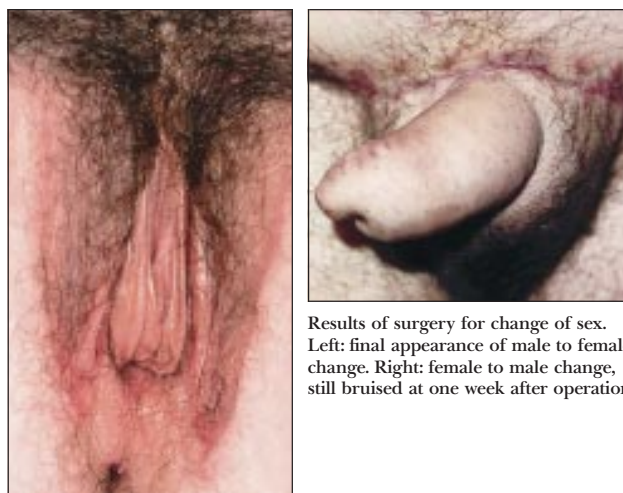 Results of surgery for change of sex.
Left: final appearance of male to femal
change. Right: female to male change,
still bruised at one week after operation